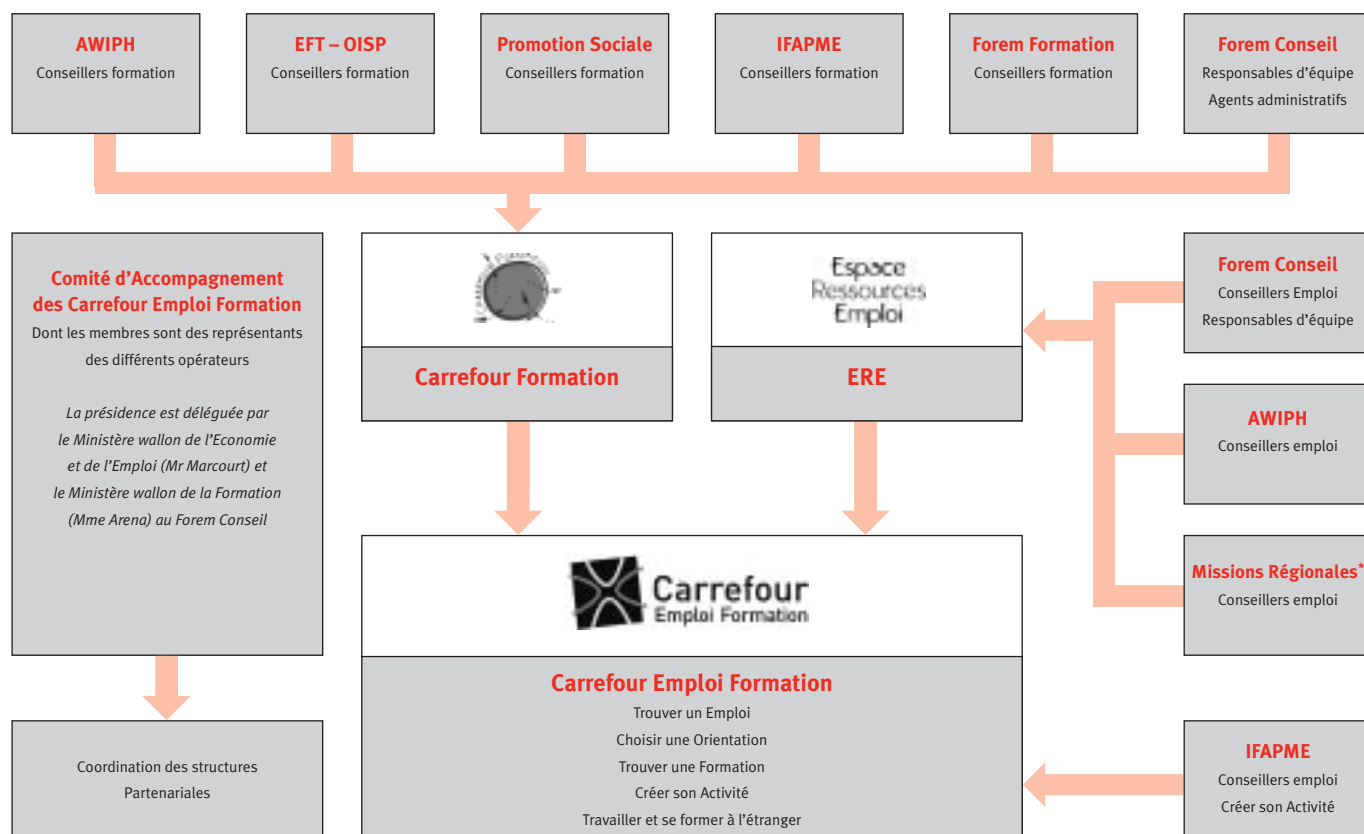 AWIPH
Conseillers formation
EFT – OISP
Conseillers formation
Promotion Sociale
Conseillers formation
IFAPME
Conseillers formation
Forem Formation
Conseillers formation
Forem Conseil
Responsables d'équipe
Agents administratifs
Comité d'Accompagnement
des Carrefour Emploi Formation
Dont les membres sont des représentants
des différents opérateurs
La présidence est déléguée par
le Ministère wallon de l'Economie
et de l'Emploi (Mr Marcourt) et
le Ministère wallon de la Formation
(Mme Arena) au Forem Conseil
Carrefour Formation
Espace
Ressources
Emploi
ERE
Forem Conseil
Conseillers Emploi
Responsables d'équipe
AWIPH
Conseillers emploi
Missions Régionales*
Conseillers emploi
Carrefour
Emploi Formation
Carrefour Emploi Formation
Trouver un Emploi
Choisir une Orientation
Trouver une Formation
Créer son Activité
Travailler et se former à l'étranger
Coordination des structures
Partenariales
IFAPME
Conseillers emploi
Créer son Activité